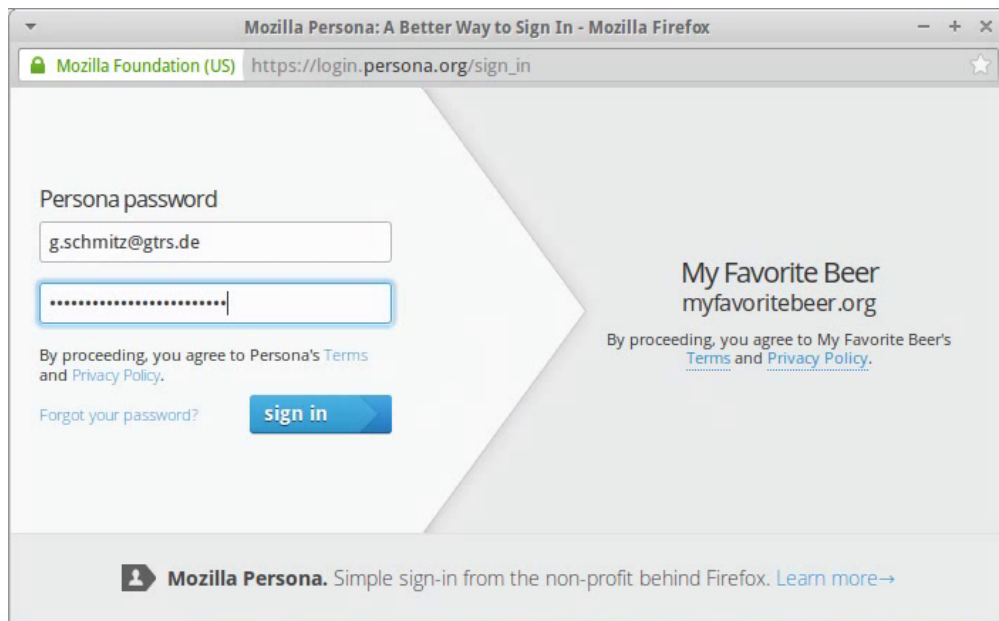 Mozilla Persona: A Better Way to Sign In - Mozilla Firefox
Mozilla Foundation (US) https://login.persona.org/sign_in
Persona password
g.schmitz@gtrs.de
•••••••••••••••••••••••••
By proceeding, you agree to Persona's Terms
and Privacy Policy.
Forgot your password?
sign in
My Favorite Beer
myfavoritebeer.org
By proceeding, you agree to My Favorite Beer's
Terms and Privacy Policy.
Mozilla Persona. Simple sign-in from the non-profit behind Firefox. Learn more→